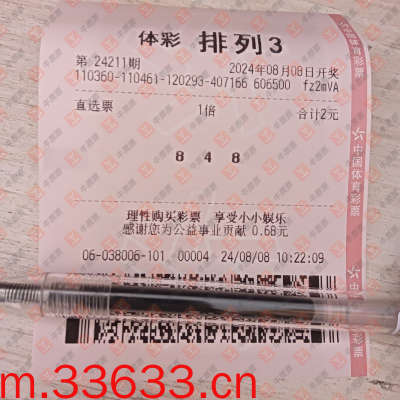 体彩 排列3
第 24211期 2024年08月08日开奖
110360-110461-120293-407166 606500 fz2mVA
直选票 1倍 合计2元
8 4 8
理性购买彩票 享受小小娱乐
感谢您为公益事业贡献 0.68元
06-038006-101 00004 24/08/08 10:22:09
中国体育彩票
m.33633.cn